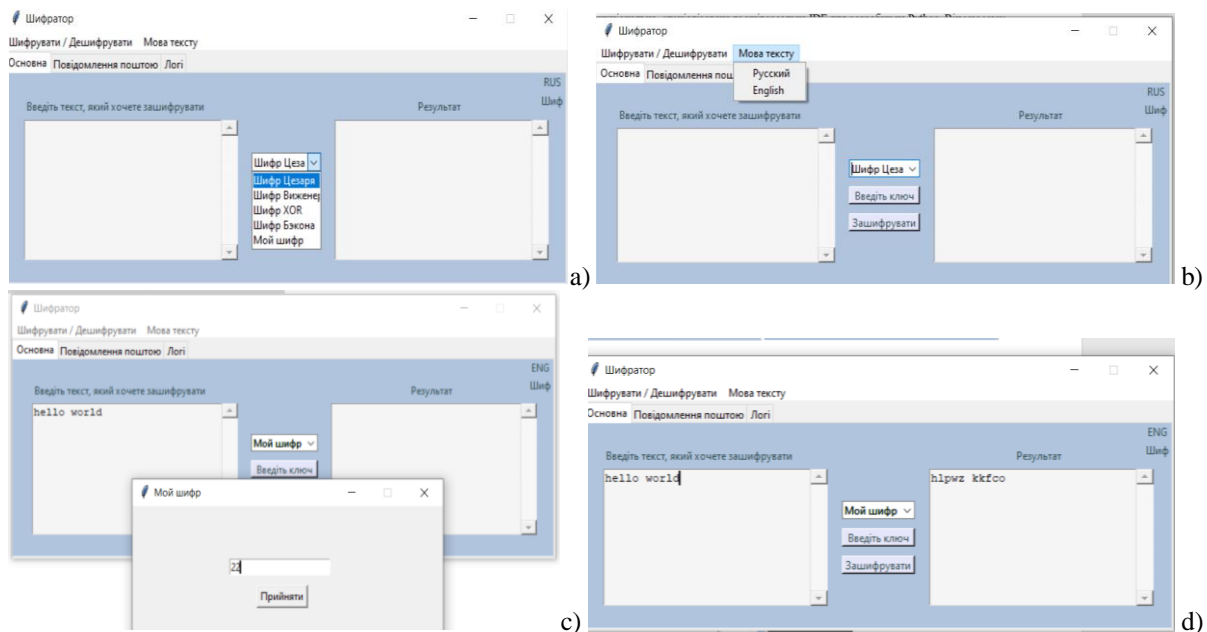 Шифратор
Шифрувати / Дешифрувати Мова тексту
Основна Повідомлення поштою Логі
RUS
Шиф
Введіть текст, який хочете зашифрувати
Результат
Шифр Цеза
Шифр Цезаря
Шифр Виженер
Шифр XOR
Шифр Бэкона
Мой шифр
a)
Шифратор
Шифрувати / Дешифрувати Мова тексту
Русский
English
Основна Повідомлення пош
RUS
Шиф
Введіть текст, який хочете зашифрувати
Результат
Шифр Цеза
Введіть ключ
Зашифрувати
b)
Шифратор
Шифрувати / Дешифрувати Мова тексту
Основна Повідомлення поштою Логі
ENG
Шиф
Введіть текст, який хочете зашифрувати
Результат
hello world
Мой шифр
Введіть ключ
Мой шифр
22
Прийняти
c)
Шифратор
Шифрувати / Дешифрувати Мова тексту
Основна Повідомлення поштою Логі
ENG
Шиф
Введіть текст, який хочете зашифрувати
Результат
hello world
hlpwz kkfco
Мой шифр
Введіть ключ
Зашифрувати
d)